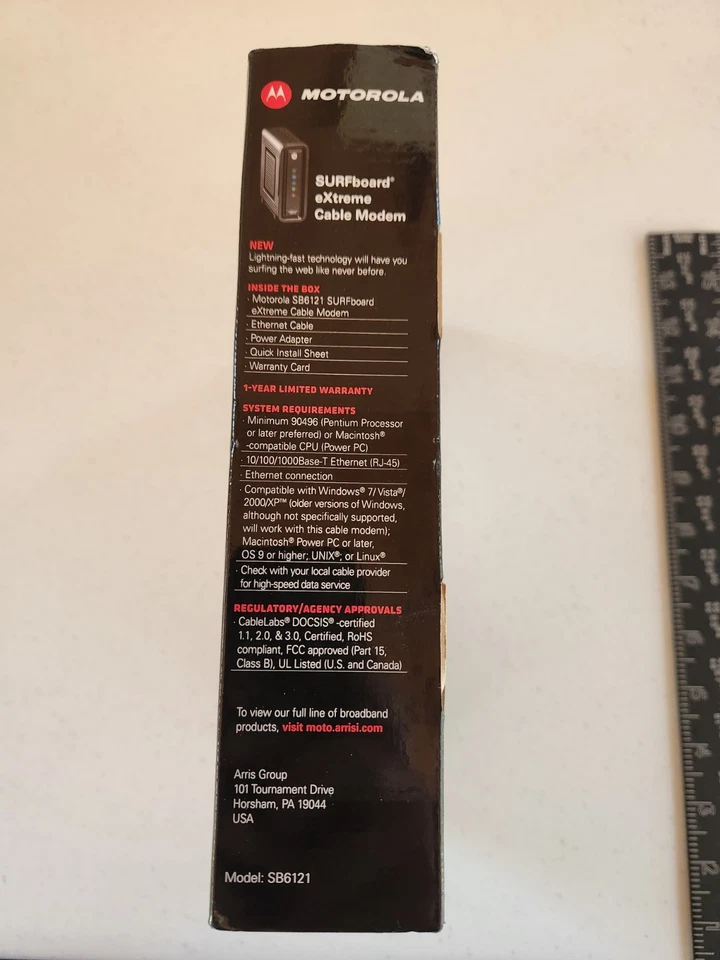 MOTOROLA
SURFboard®
eXtreme
Cable Modem
NEW
Lightning-fast technology will have you
surfing the web like never before.
INSIDE THE BOX
· Motorola SB6121 SURFboard
eXtreme Cable Modem
· Ethernet Cable
· Power Adapter
· Quick Install Sheet
· Warranty Card
1-YEAR LIMITED WARRANTY
SYSTEM REQUIREMENTS
· Minimum 90496 (Pentium Processor
or later preferred) or Macintosh®
-compatible CPU (Power PC)
· 10/100/1000Base-T Ethernet (RJ-45)
· Ethernet connection
· Compatible with Windows® 7/Vista®/
2000/XP™ (older versions of Windows,
although not specifically supported,
will work with this cable modem);
Macintosh® Power PC or later,
OS 9 or higher; UNIX®; or Linux®
· Check with your local cable provider
for high-speed data service
REGULATORY/AGENCY APPROVALS
· CableLabs® DOCSIS® -certified
1.1, 2.0, & 3.0, Certified, RoHS
compliant, FCC approved (Part 15,
Class B), UL Listed (U.S. and Canada)
To view our full line of broadband
products, visit moto.arrisi.com
Arris Group
101 Tournament Drive
Horsham, PA 19044
USA
Model: SB6121